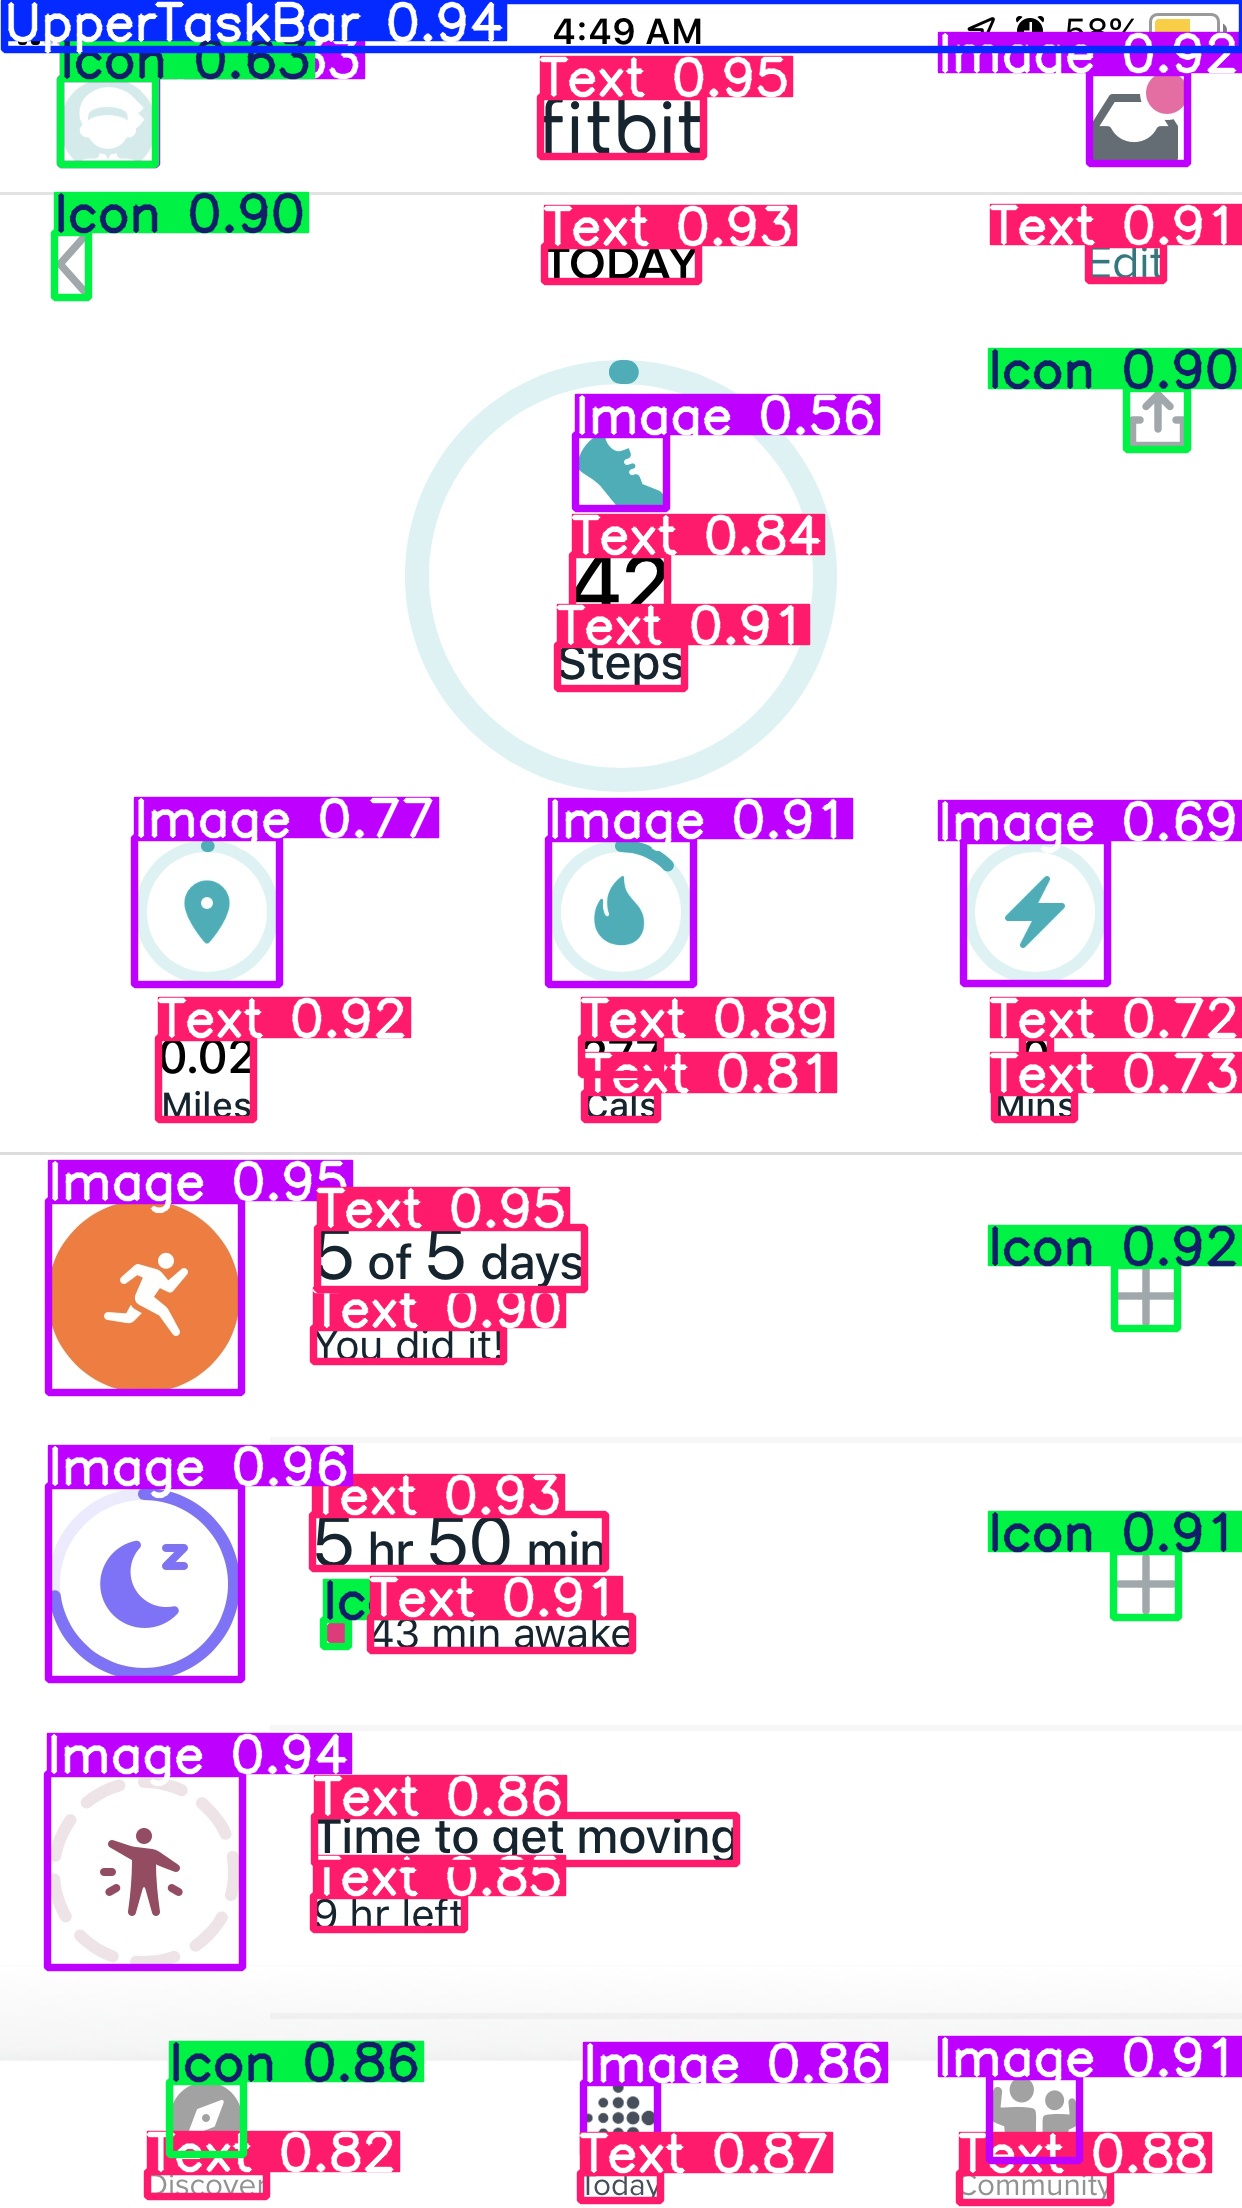 UpperTaskBar 0.94
4:49 AM
58%
Icon 0.63
Text 0.95
Image 0.92
fitbit
Icon 0.90
Text 0.93
Text 0.91
TODAY
Edit
Icon 0.90
Image 0.56
Text 0.84
42
Text 0.91
Steps
Image 0.77
Image 0.91
Image 0.69
Text 0.92
Text 0.89
Text 0.72
0.02
Text 0.81
Text 0.73
Miles
Cals
Mins
Image 0.95
Text 0.95
5 of 5 days
Icon 0.92
Text 0.90
You did it!
Image 0.96
Text 0.93
5 hr 50 min
Icon 0.91
Text 0.91
43 min awake
Image 0.94
Text 0.86
Time to get moving
Text 0.85
9 hr left
Icon 0.86
Image 0.86
Image 0.91
Text 0.82
Text 0.87
Text 0.88
Discover
Today
Community